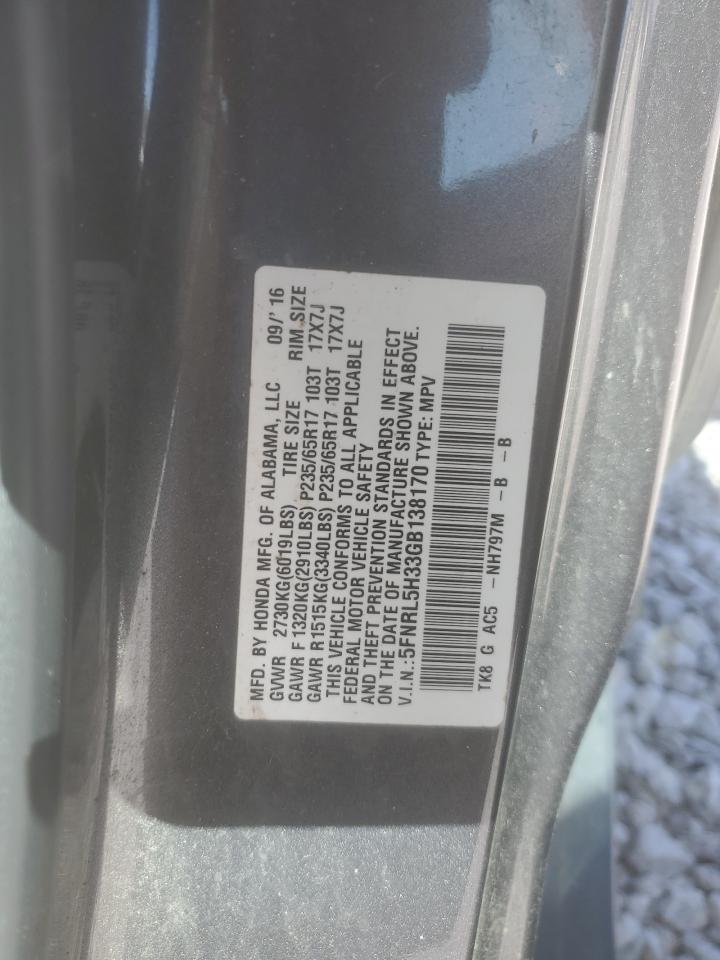 MFD. BY HONDA MFG. OF ALABAMA, LLC 09/'16
GVWR 2730KG(6019LBS) TIRE SIZE RIM SIZE
GAWR F 1320KG(2910LBS) P235/65R17 103T 17X7J
GAWR R1515KG(3340LBS) P235/65R17 103T 17X7J
THIS VEHICLE CONFORMS TO ALL APPLICABLE
FEDERAL MOTOR VEHICLE SAFETY
AND THEFT PREVENTION STANDARDS IN EFFECT
ON THE DATE OF MANUFACTURE SHOWN ABOVE.
V.I.N.:5FNRL5H33GB138170 TYPE: MPV
TK8 G AC5 -NH797M -B -B